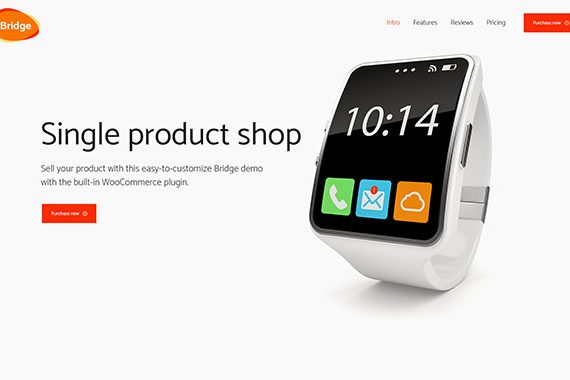 Bridge
Intro Features Reviews Pricing Purchase now
10:14
Single product shop
Sell your product with this easy-to-customize Bridge demo
with the built-in WooCommerce plugin.
Purchase now